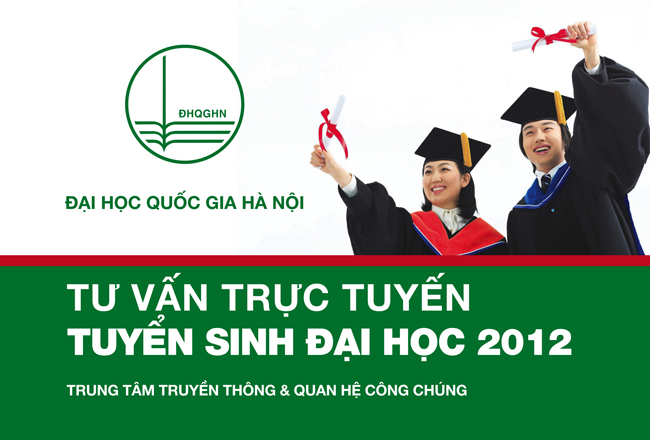 ĐHQGHN
ĐẠI HỌC QUỐC GIA HÀ NỘI
TƯ VẤN TRỰC TUYẾN
TUYỂN SINH ĐẠI HỌC 2012
TRUNG TÂM TRUYỀN THÔNG & QUAN HỆ CÔNG CHÚNG